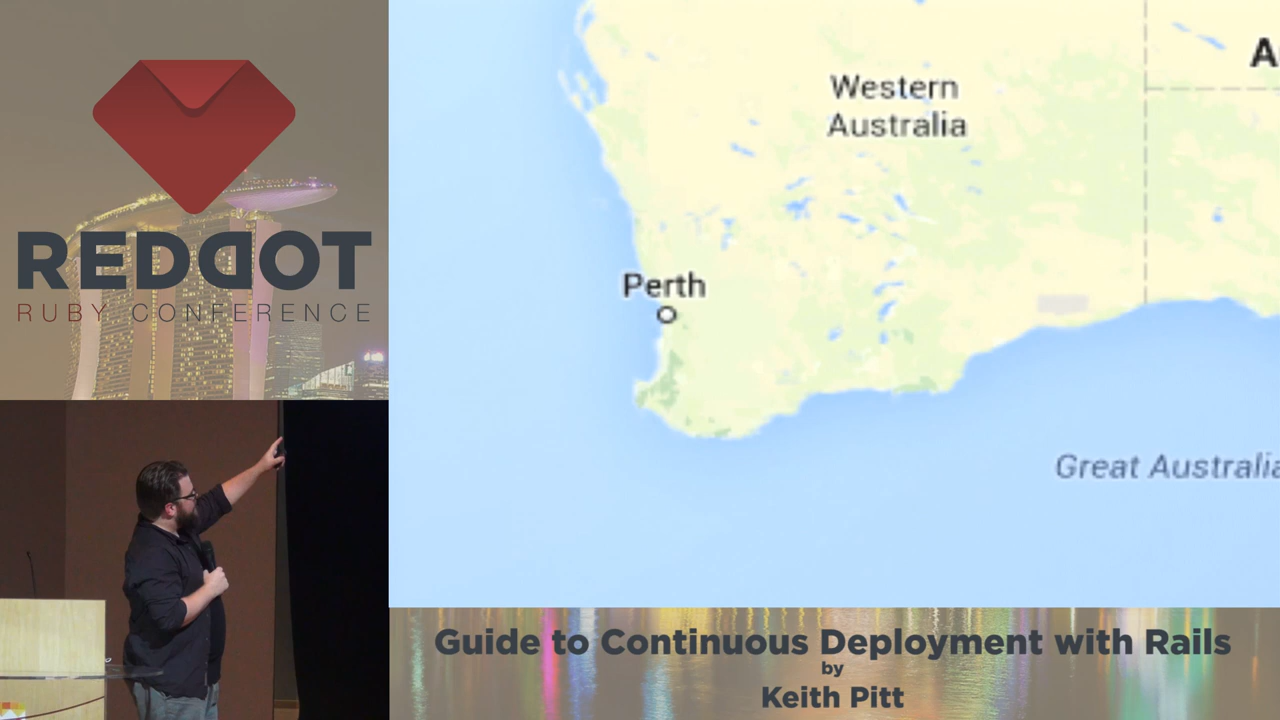 REDDOT
RUBY CONFERENCE
Western
Australia
A
Perth
Great Australia
Guide to Continuous Deployment with Rails
by
Keith Pitt